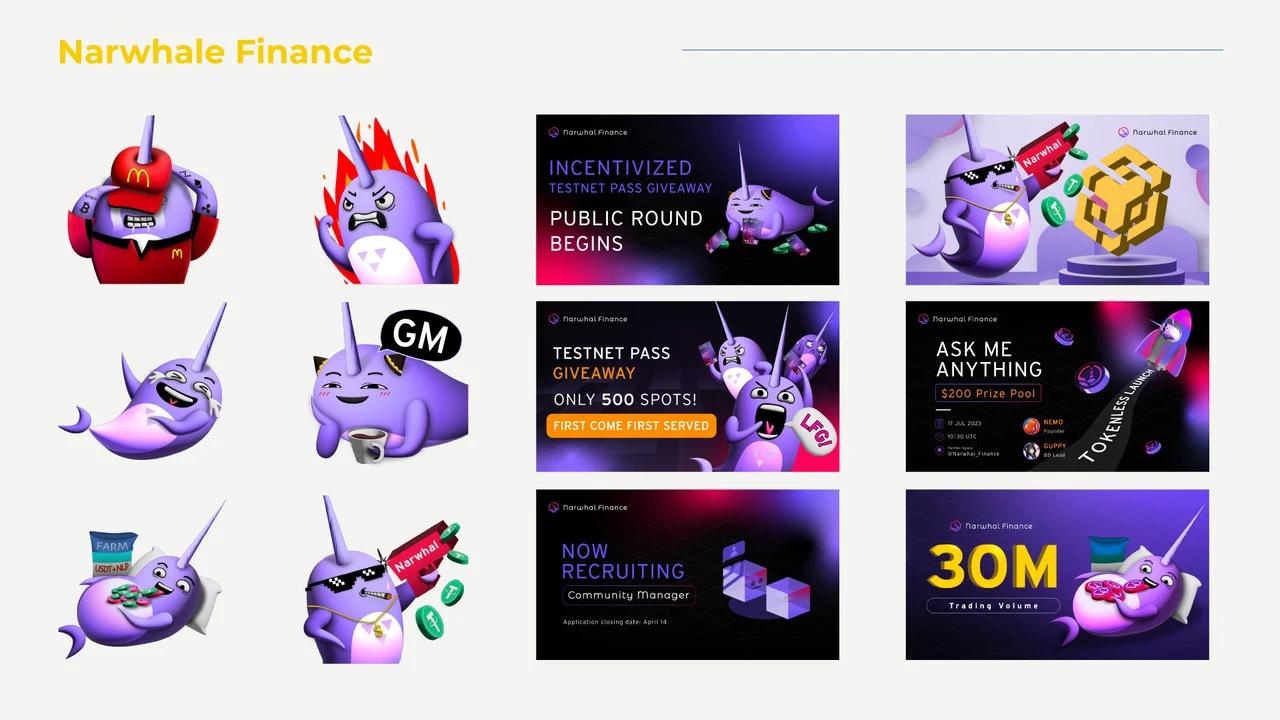 Narwhale Finance
GM
FARM
USDT+NLP
Narwhal
Narwhal Finance
INCENTIVIZED
TESTNET PASS GIVEAWAY
PUBLIC ROUND
BEGINS
Narwhal Finance
Narwhal
Narwhal Finance
TESTNET PASS
GIVEAWAY
ONLY 500 SPOTS!
FIRST COME FIRST SERVED
LFG!
Narwhal Finance
ASK ME
ANYTHING
$200 Prize Pool
17 JUL 2023
10:30 UTC
Twitter Space
@Narwhal_Finance
NEMO
Founder
GUPPY
BD Lead
TOKENLESS LAUNCH
Narwhal Finance
NOW
RECRUITING
Community Manager
Application closing date: April 14
Narwhal Finance
30M
Trading Volume